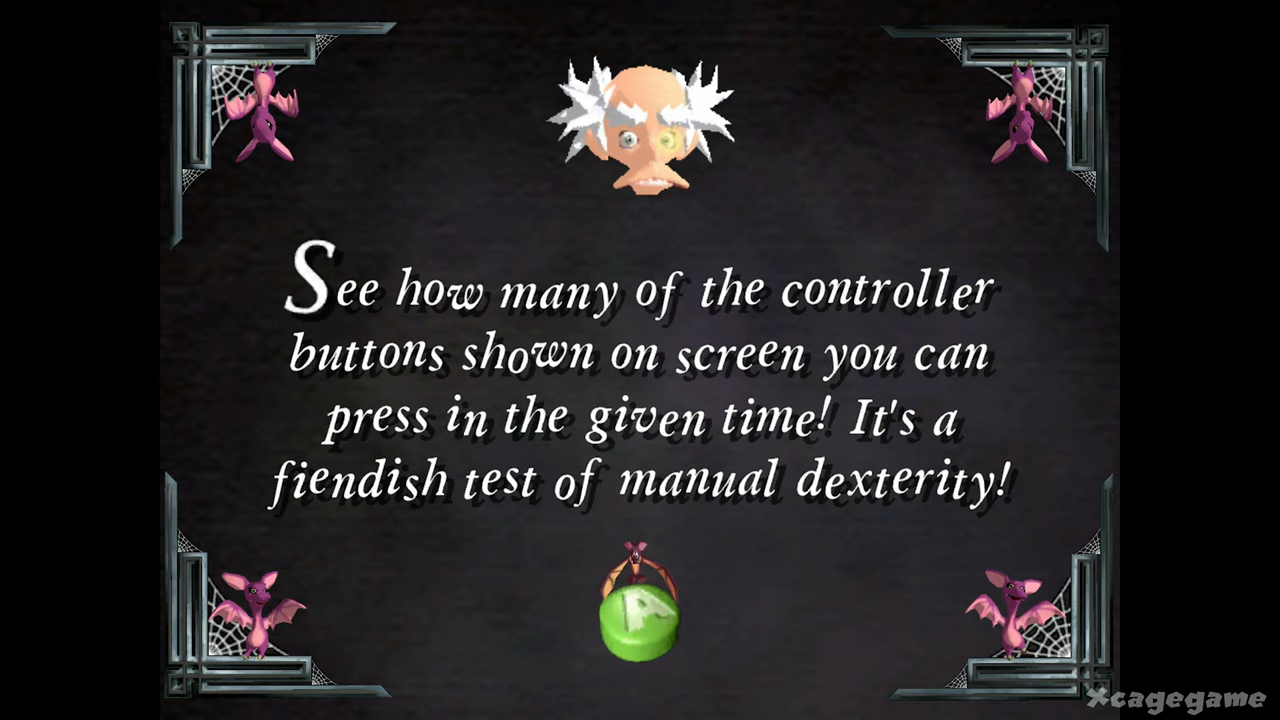 See how many of the controller
buttons shown on screen you can
press in the given time! It's a
fiendish test of manual dexterity!
A
Xcagegame